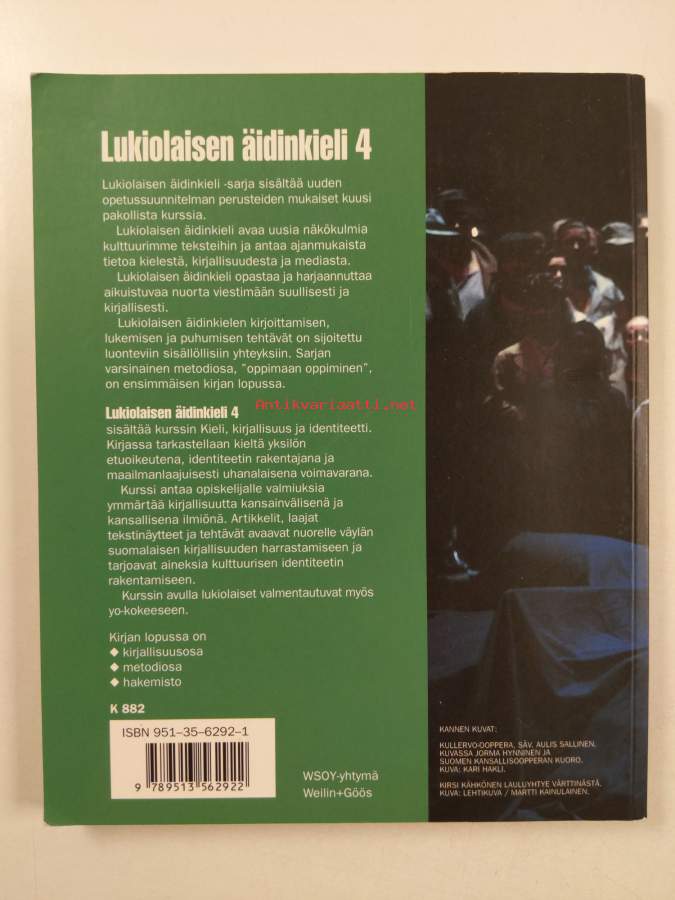 Lukiolaisen äidinkieli 4
Lukiolaisen äidinkieli -sarja sisältää uuden
opetussuunnitelman perusteiden mukaiset kuusi
pakollista kurssia.
Lukiolaisen äidinkieli avaa uusia näkökulmia
kulttuurimme teksteihin ja antaa ajanmukaista
tietoa kielestä, kirjallisuudesta ja mediasta.
Lukiolaisen äidinkieli opastaa ja harjaannuttaa
aikuistuvaa nuorta viestimään suullisesti ja
kirjallisesti.
Lukiolaisen äidinkielen kirjoittamisen,
lukemisen ja puhumisen tehtävät on sijoitettu
luonteviin sisällöllisiin yhteyksiin. Sarjan
varsinainen metodiosa, "oppimaan oppiminen",
on ensimmäisen kirjan lopussa.
Antikvariaatti.net
Lukiolaisen äidinkieli 4
sisältää kurssin Kieli, kirjallisuus ja identiteetti.
Kirjassa tarkastellaan kieltä yksilön
etuoikeutena, identiteetin rakentajana ja
maailmanlaajuisesti uhanalaisena voimavarana.
Kurssi antaa opiskelijalle valmiuksia
ymmärtää kirjallisuutta kansainvälisenä ja
kansallisena ilmiönä. Artikkelit, laajat
tekstinäytteet ja tehtävät avaavat nuorelle väylän
suomalaisen kirjallisuuden harrastamiseen ja
tarjoavat aineksia kulttuurisen identiteetin
rakentamiseen.
Kurssin avulla lukiolaiset valmentautuvat myös
yo-kokeeseen.
Kirjan lopussa on
◆ kirjallisuusosa
◆ metodiosa
◆ hakemisto
K 882
ISBN 951-35-6292-1
9 789513 562922
WSOY-yhtymä
Weilin+Göös
KANNEN KUVAT:
KULLERVO-OOPPERA, SÄV. AULIS SALLINEN.
KUVASSA JORMA HYNNINEN JA
SUOMEN KANSALLISOOPPERAN KUORO.
KUVA: KARI HAKLI.
KIRSI KÄHKÖNEN LAULUYHTYE VÄRTTINÄSTÄ.
KUVA: LEHTIKUVA / MARTTI KAINULAINEN.